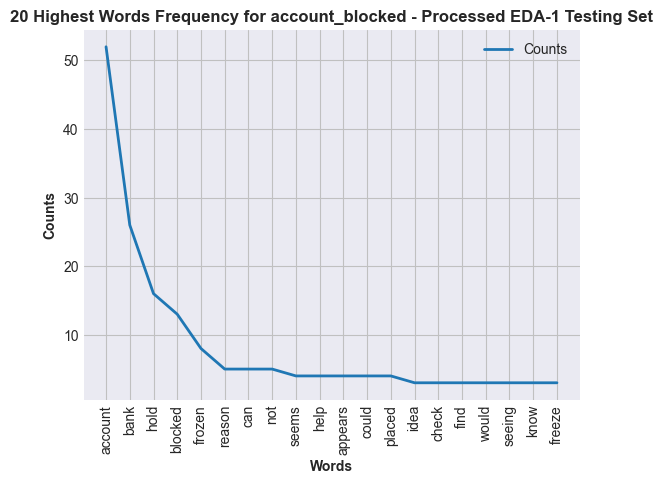 20 Highest Words Frequency for account_blocked - Processed EDA-1 Testing Set
Counts
50
40
30
20
10
Counts
account
bank
hold
blocked
frozen
reason
can
not
seems
help
appears
could
placed
idea
check
find
would
seeing
know
freeze
Words